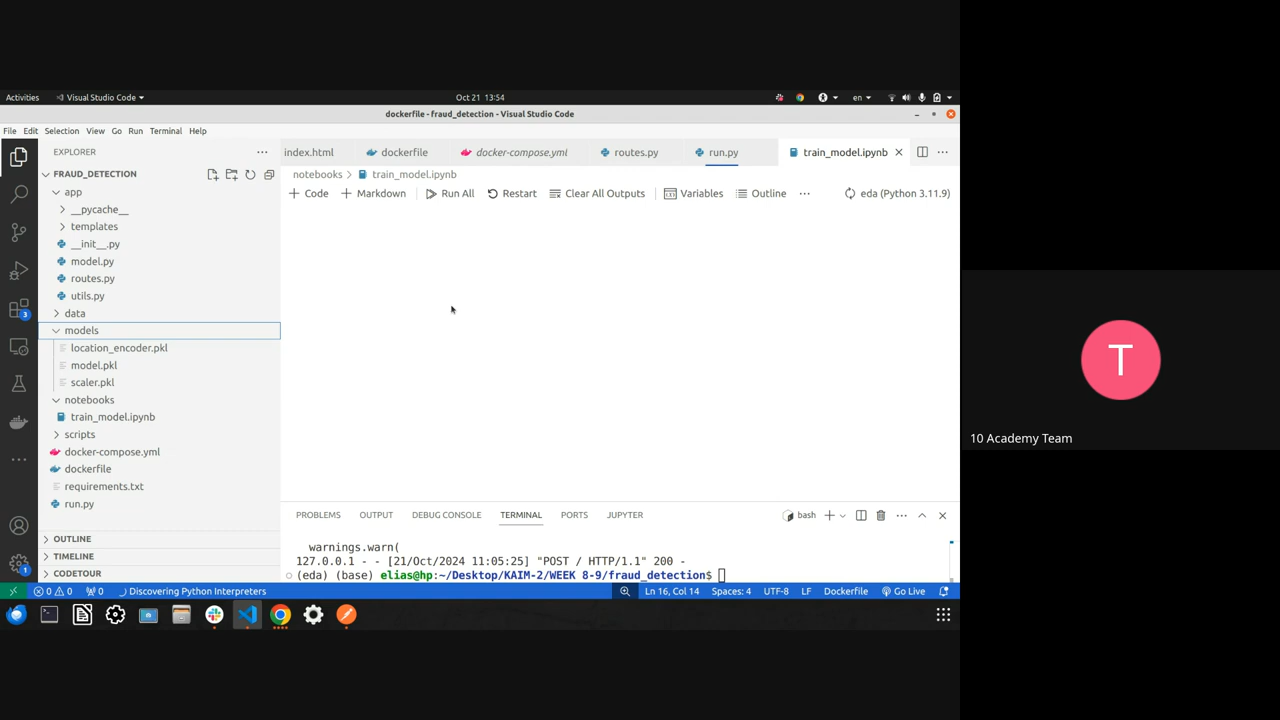 Activities
Visual Studio Code
Oct 21 13:54
en
dockerfile - fraud_detection - Visual Studio Code
File Edit Selection View Go Run Terminal Help
EXPLORER
index.html
dockerfile
docker-compose.yml
routes.py
run.py
train_model.ipynb
FRAUD_DETECTION
notebooks
train_model.ipynb
+ Code
+ Markdown
Run All
Restart
Clear All Outputs
Variables
Outline
eda (Python 3.11.9)
app
__pycache__
templates
__init__.py
model.py
routes.py
utils.py
data
models
location_encoder.pkl
model.pkl
scaler.pkl
notebooks
train_model.ipynb
scripts
docker-compose.yml
dockerfile
requirements.txt
run.py
OUTLINE
TIMELINE
CODETOUR
3
1
PROBLEMS OUTPUT DEBUG CONSOLE TERMINAL PORTS JUPYTER
bash
warnings.warn(
127.0.0.1 - - [21/Oct/2024 11:05:25] "POST / HTTP/1.1" 200 -
(eda) (base) elias@hp:~/Desktop/KAIM-2/WEEK 8-9/fraud_detection$
0 0 0 Discovering Python Interpreters
Ln 16, Col 14 Spaces: 4 UTF-8 LF Dockerfile Go Live
T
10 Academy Team